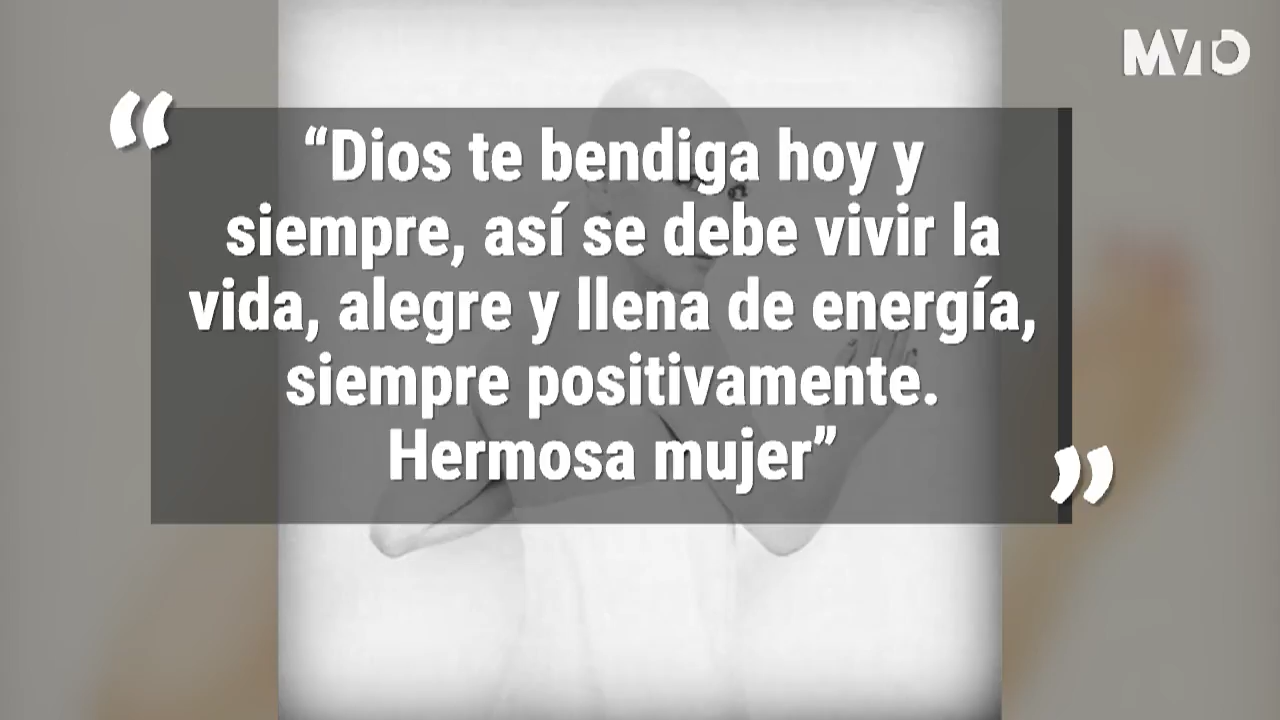 MVTO
“Dios te bendiga hoy y
siempre, así se debe vivir la
vida, alegre y llena de energía,
siempre positivamente.
Hermosa mujer”